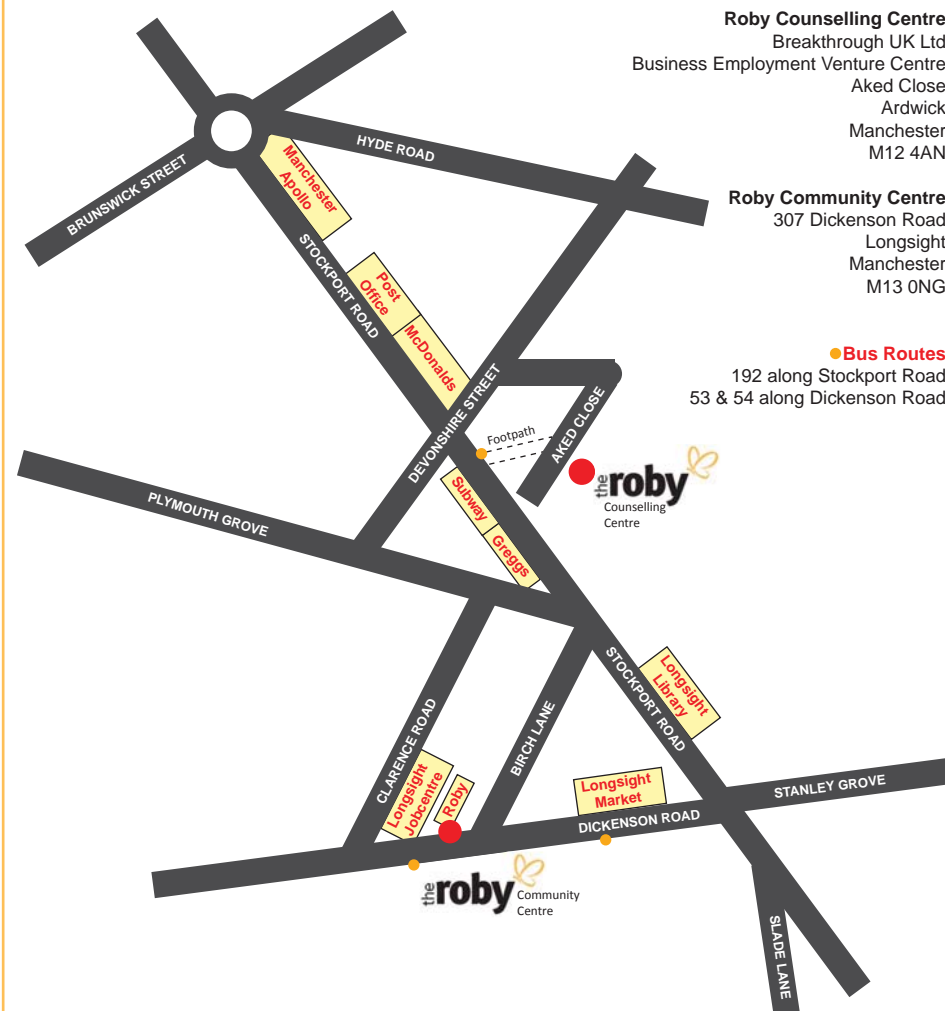 Roby Counselling Centre
Breakthrough UK Ltd
Business Employment Venture Centre
Aked Close
Ardwick
Manchester
M12 4AN
Roby Community Centre
307 Dickenson Road
Longsight
Manchester
M13 0NG
Bus Routes
192 along Stockport Road
53 & 54 along Dickenson Road
HYDE ROAD
BRUNSWICK STREET
Manchester
Apollo
STOCKPORT ROAD
Post
Office
McDonalds
DEVONSHIRE STREET
Footpath
AKED CLOSE
the roby
Counselling
Centre
Subway
Greggs
PLYMOUTH GROVE
Longsight
Library
STOCKPORT ROAD
CLARENCE ROAD
BIRCH LANE
Longsight
Jobcentre
Roby
Longsight
Market
STANLEY GROVE
DICKENSON ROAD
the roby
Community
Centre
SLADE LANE